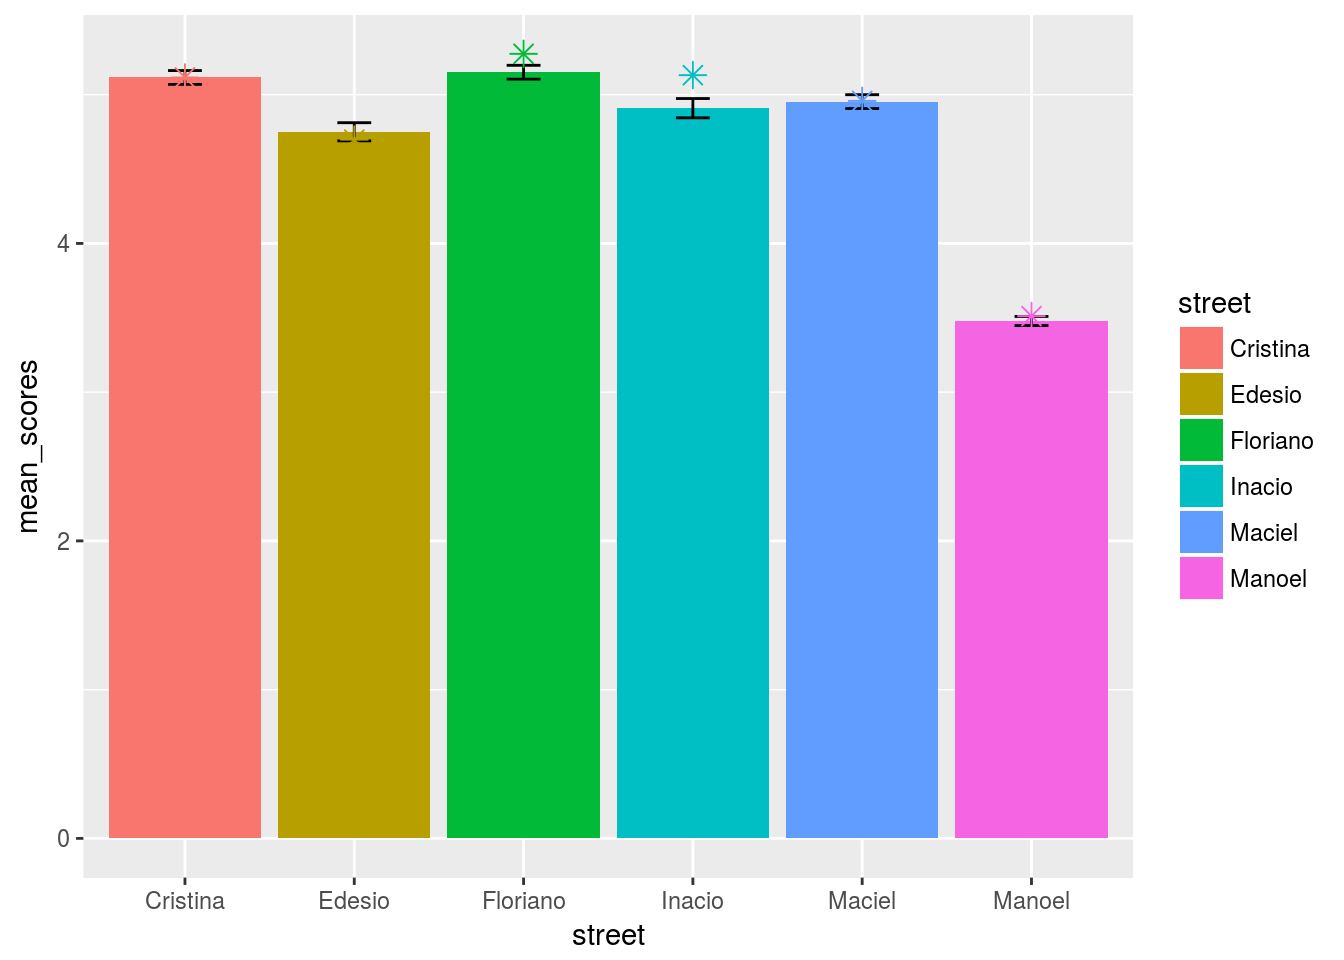 mean_scores
4
2
0
Cristina
Edesio
Floriano
Inacio
Maciel
Manoel
street
street
Cristina
Edesio
Floriano
Inacio
Maciel
Manoel